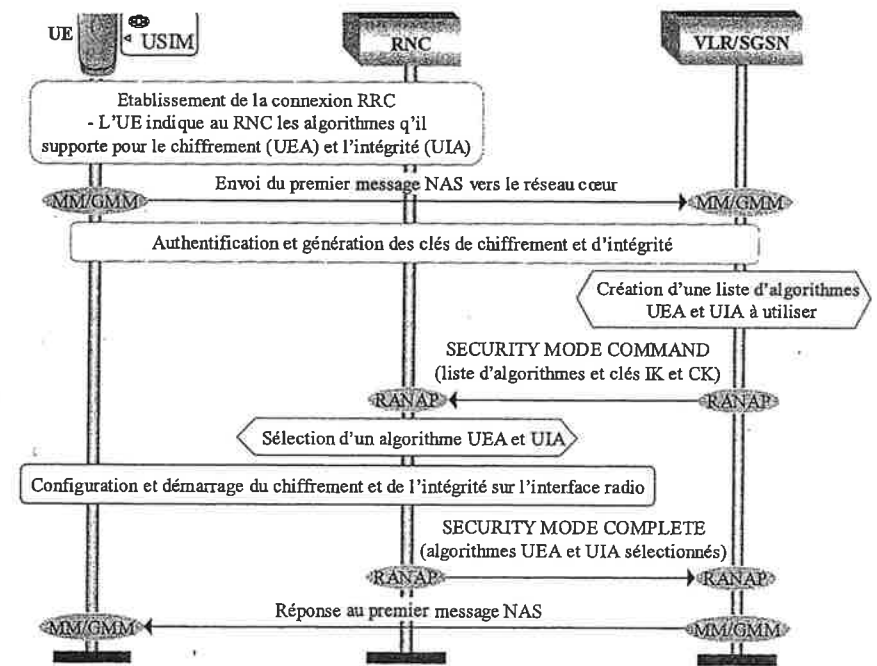 UE
USIM
RNC
VLR/SGSN
Etablissement de la connexion RRC
- L'UE indique au RNC les algorithmes q'il
supporte pour le chiffrement (UEA) et l'intégrité (UIA)
Envoi du premier message NAS vers le réseau cœur
MM/GMM
MM/GMM
Authentification et génération des clés de chiffrement et d'intégrité
Création d'une liste d'algorithmes
UEA et UIA à utiliser
SECURITY MODE COMMAND
(liste d'algorithmes et clés IK et CK)
RANAP
RANAP
Sélection d'un algorithme UEA et UIA
Configuration et démarrage du chiffrement et de l'intégrité sur l'interface radio
SECURITY MODE COMPLETE
(algorithmes UEA et UIA sélectionnés)
RANAP
RANAP
Réponse au premier message NAS
MM/GMM
MM/GMM